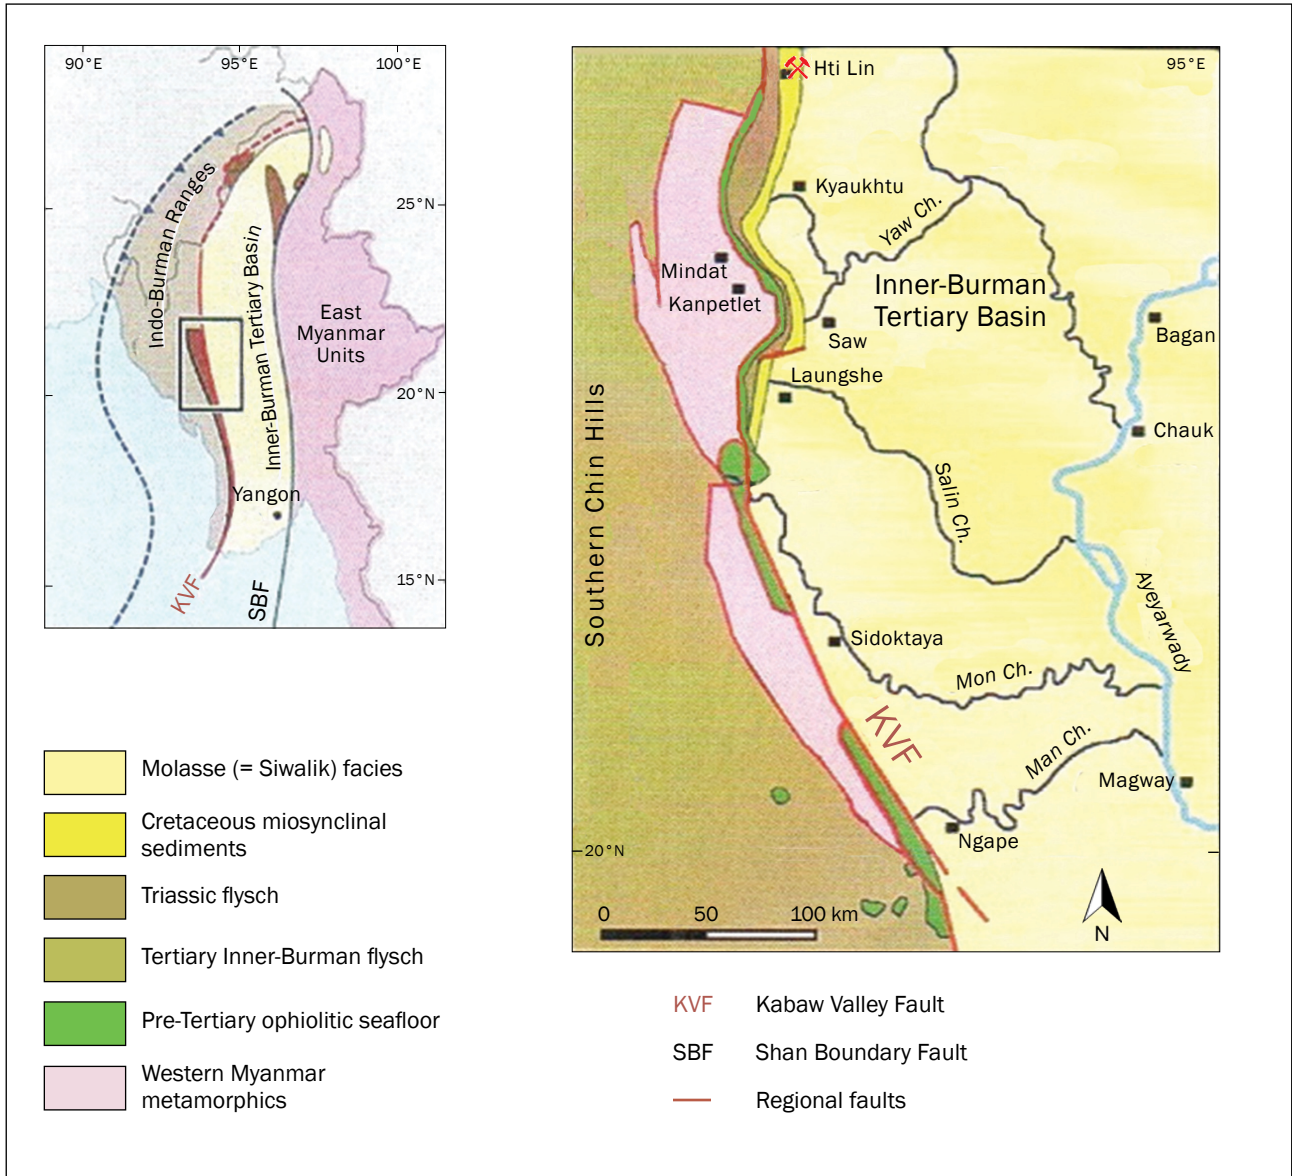 90°E
95°E
100°E
25°N
20°N
15°N
Indo-Burman Ranges
Inner-Burman Tertiary Basin
East
Myanmar
Units
Yangon
KVF
SBF
Hti Lin
95°E
Kyaukhtu
Yaw Ch.
Mindat
Kanpetlet
Inner-Burman
Tertiary Basin
Saw
Bagan
Laungshe
Chauk
Southern Chin Hills
Salin Ch.
Ayeyarwady
Sidoktaya
Mon Ch.
KVF
Man Ch.
Magway
Ngape
20°N
0 50 100 km
N
Molasse (= Siwalik) facies
Cretaceous miosynclinal
sediments
Triassic flysch
Tertiary Inner-Burman flysch
Pre-Tertiary ophiolitic seafloor
Western Myanmar
metamorphics
KVF Kabaw Valley Fault
SBF Shan Boundary Fault
Regional faults